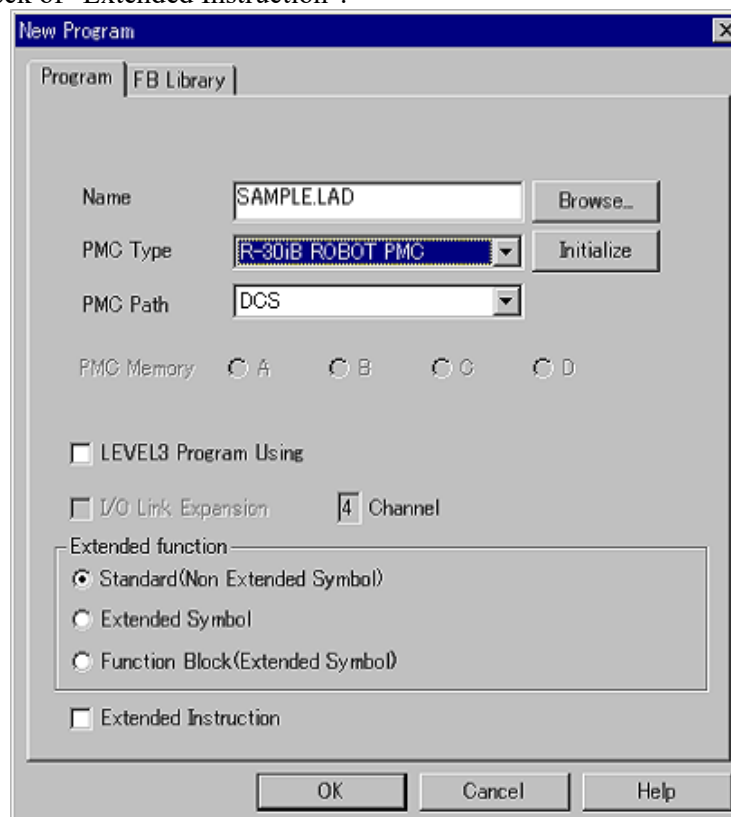 ck of "Extended Instruction".
New Program
Program FB Library
Name SAMPLE.LAD Browse...
PMC Type R-30iB ROBOT PMC Initialize
PMC Path DCS
PMC Memory A B C D
LEVEL3 Program Using
I/O Link Expansion 4 Channel
Extended function
Standard(Non Extended Symbol)
Extended Symbol
Function Block(Extended Symbol)
Extended Instruction
OK Cancel Help